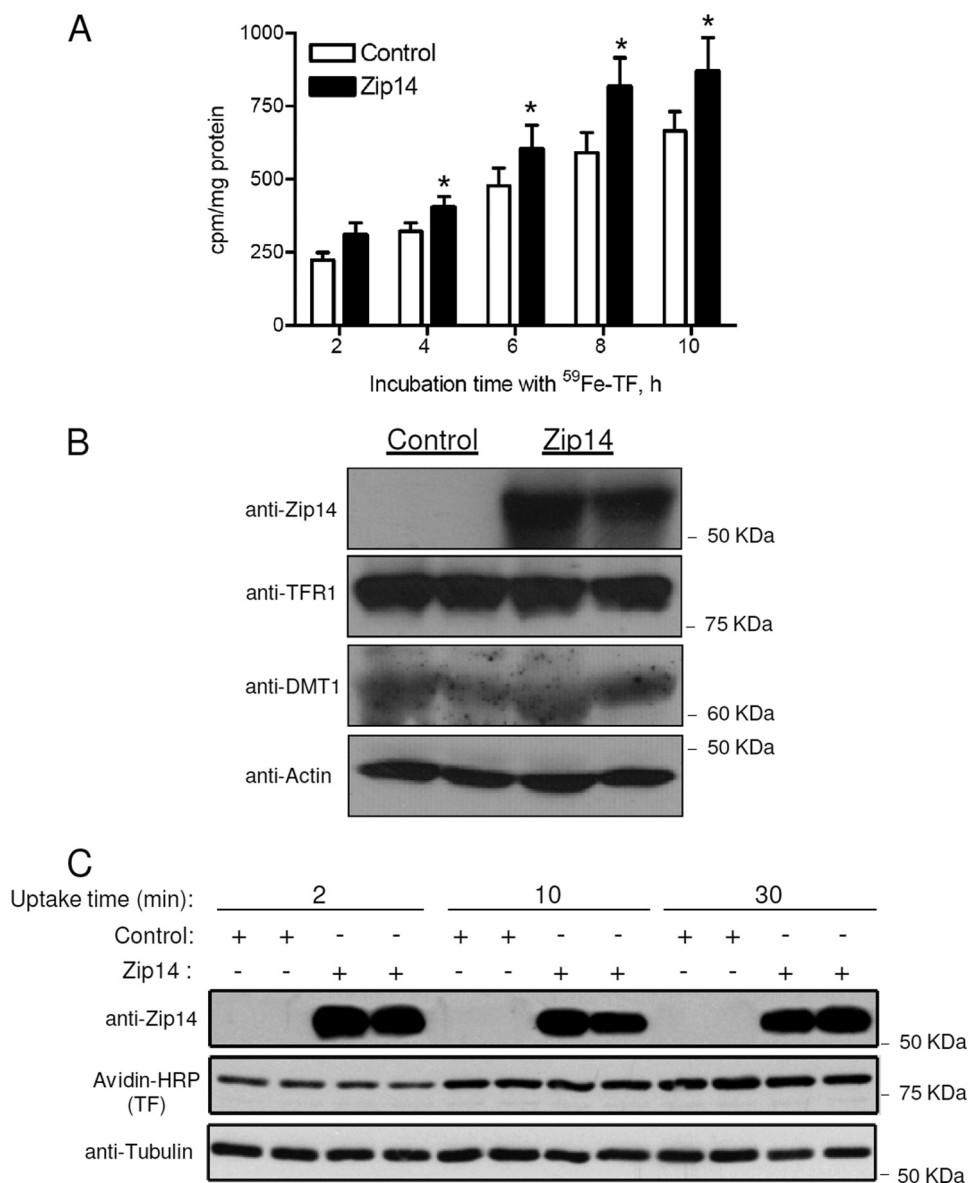 A
1000
750
500
250
0
cpm/mg protein
Control
Zip14
*
*
*
*
2 4 6 8 10
Incubation time with ⁵⁹Fe-TF, h
B
Control Zip14
anti-Zip14
– 50 KDa
anti-TFR1
– 75 KDa
anti-DMT1
– 60 KDa
– 50 KDa
anti-Actin
C
Uptake time (min): 2 10 30
Control: + + - - + + - - + + - -
Zip14 : - - + + - - + + - - + +
anti-Zip14
– 50 KDa
Avidin-HRP
(TF)
– 75 KDa
anti-Tubulin
– 50 KDa